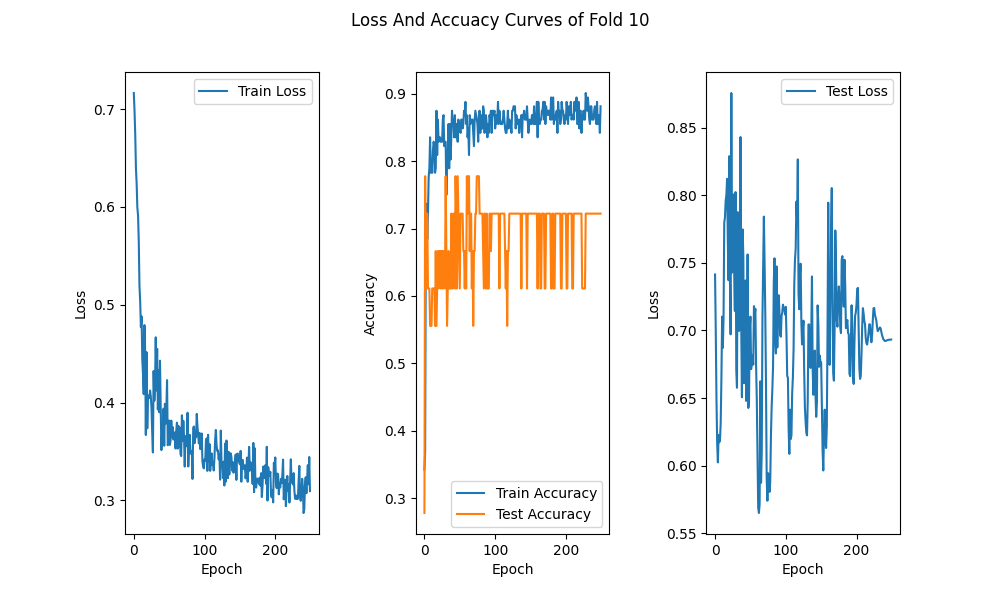 Loss And Accuacy Curves of Fold 10
Train Loss
0.7
0.6
0.5
0.4
0.3
Loss
0
100
200
Epoch
0.9
0.8
0.7
0.6
0.5
0.4
0.3
Accuracy
Train Accuracy
Test Accuracy
0
100
200
Epoch
Test Loss
0.85
0.80
0.75
0.70
0.65
0.60
0.55
Loss
0
100
200
Epoch